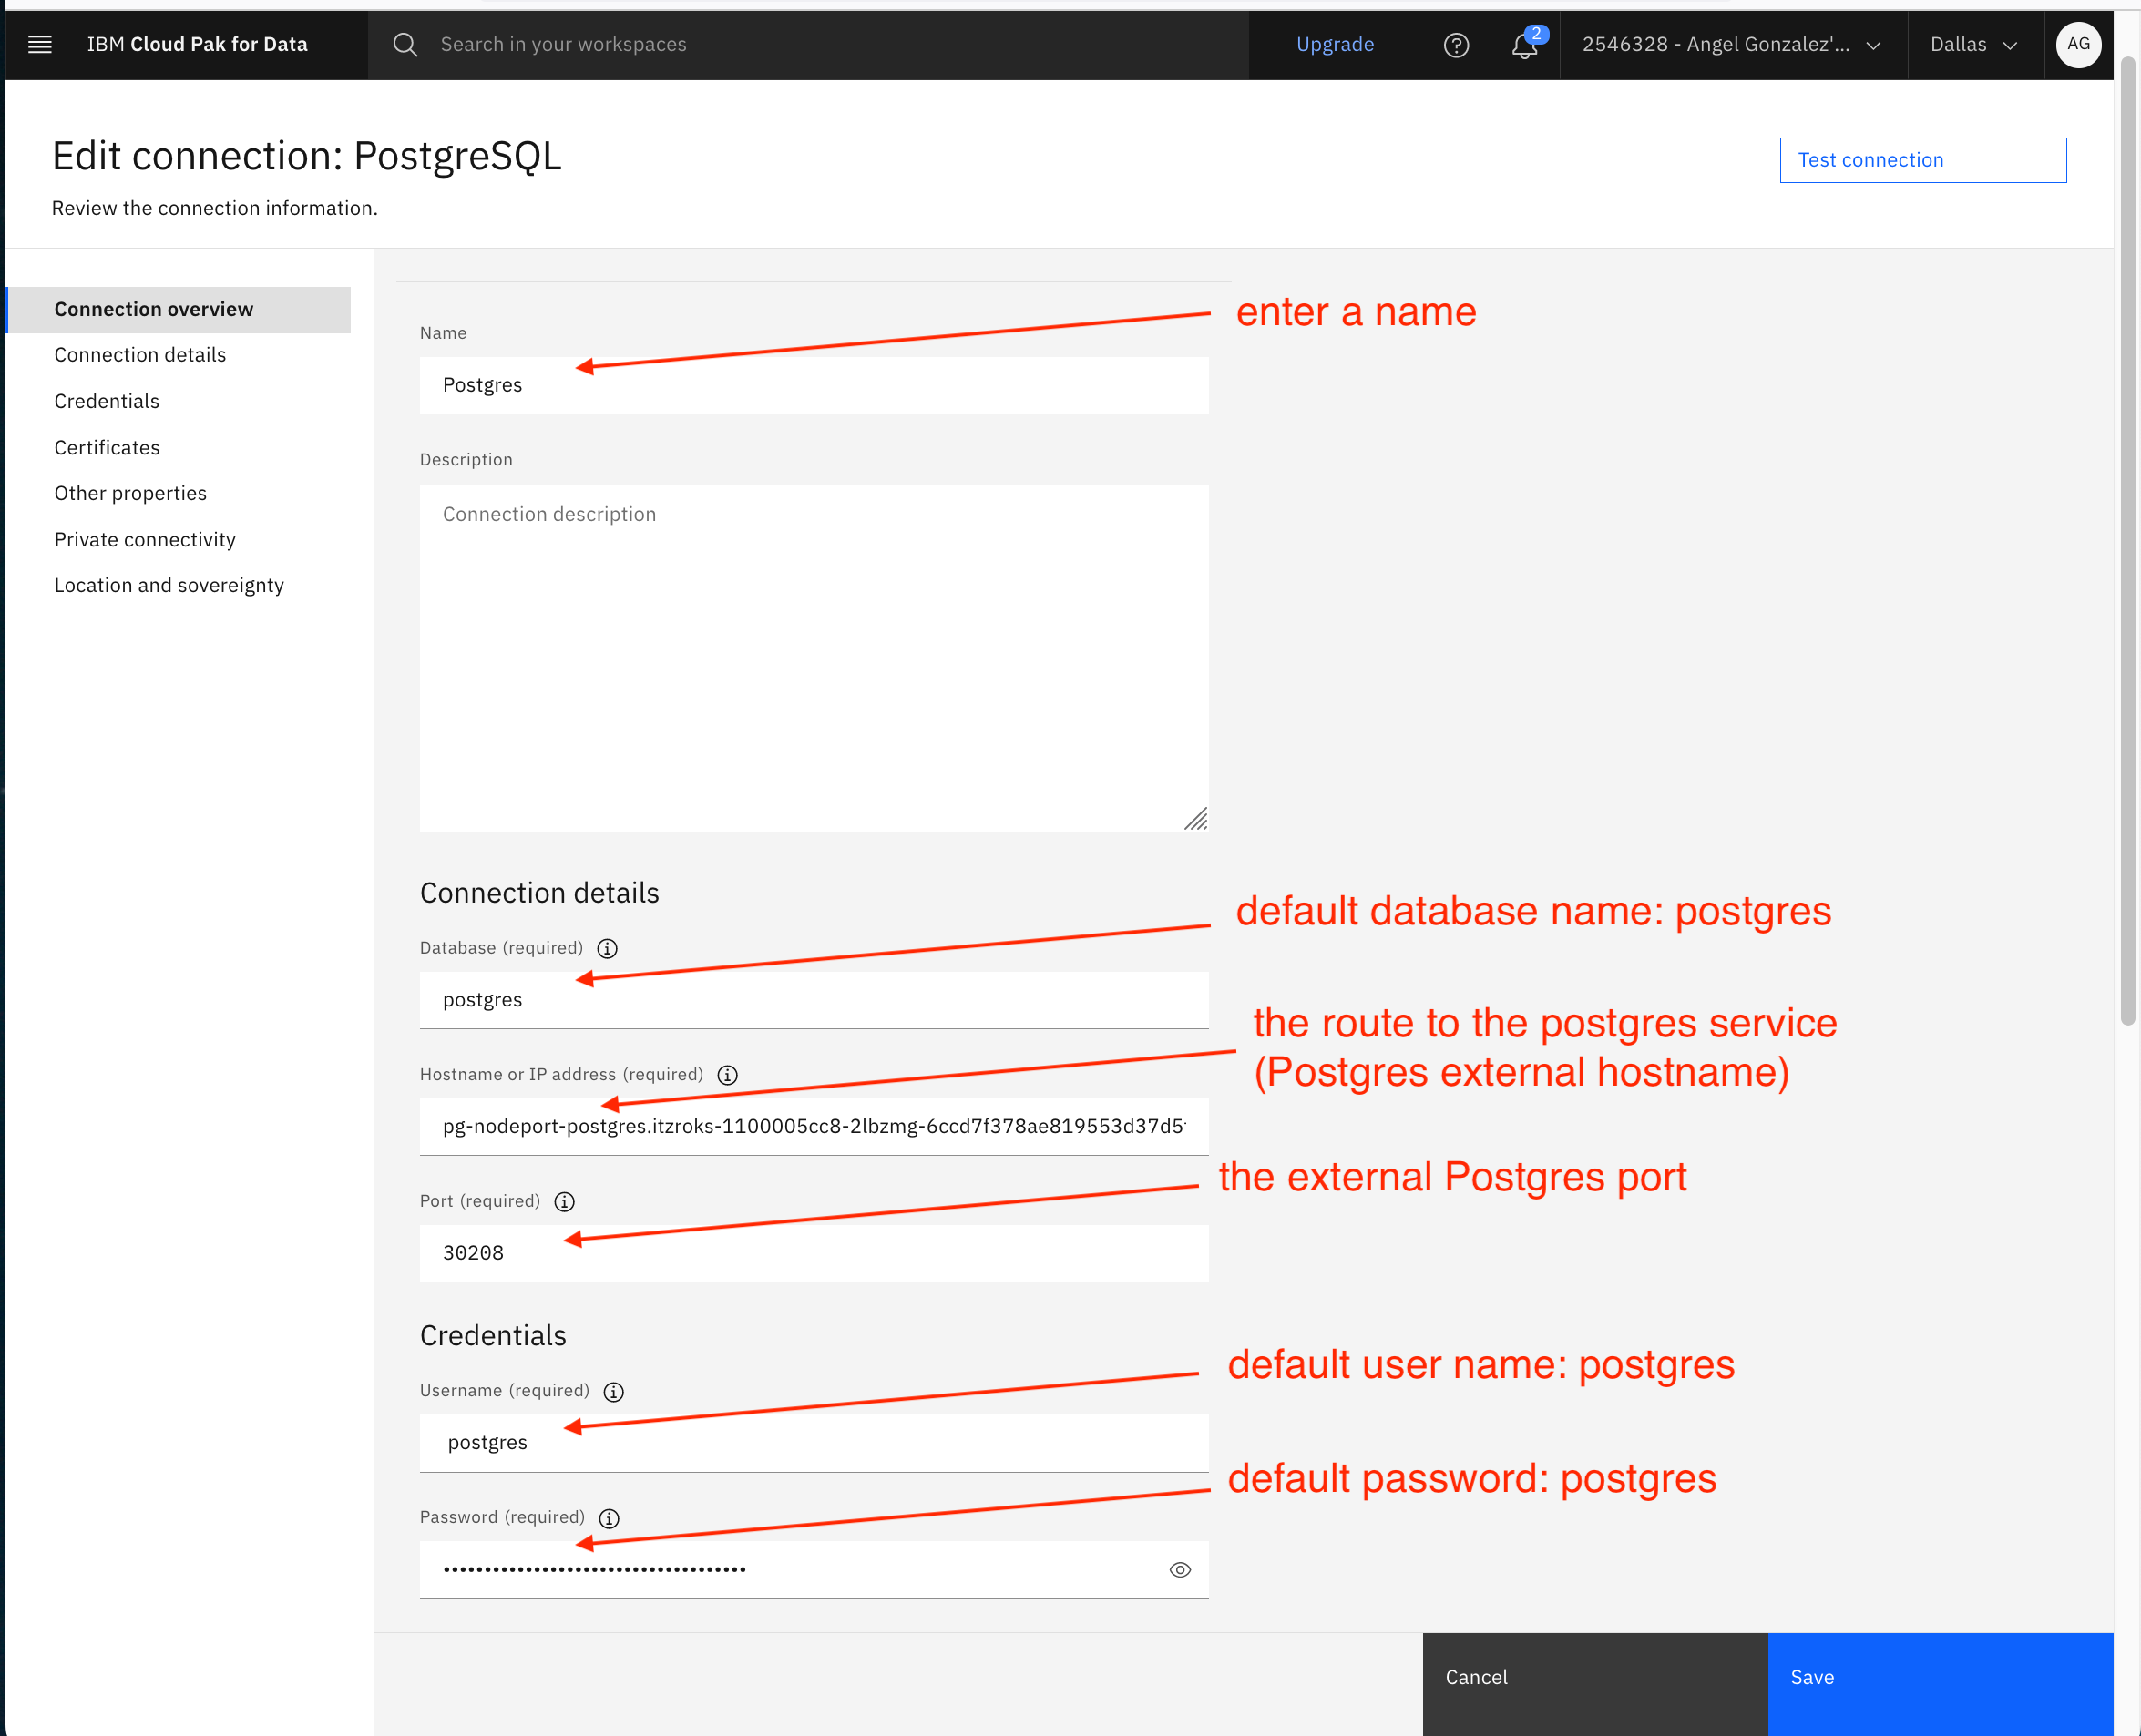 IBM Cloud Pak for Data
Search in your workspaces
Upgrade
2
2546328 - Angel Gonzalez'...
Dallas
AG
Edit connection: PostgreSQL
Review the connection information.
Test connection
Connection overview
Connection details
Credentials
Certificates
Other properties
Private connectivity
Location and sovereignty
enter a name
Name
Postgres
Description
Connection description
Connection details
default database name: postgres
Database (required)
postgres
the route to the postgres service
(Postgres external hostname)
Hostname or IP address (required)
pg-nodeport-postgres.itzroks-1100005cc8-2lbzmg-6ccd7f378ae819553d37d5
the external Postgres port
Port (required)
30208
Credentials
default user name: postgres
Username (required)
postgres
default password: postgres
Password (required)
•••••••••••••••••••••••••••••••••••••
Cancel
Save